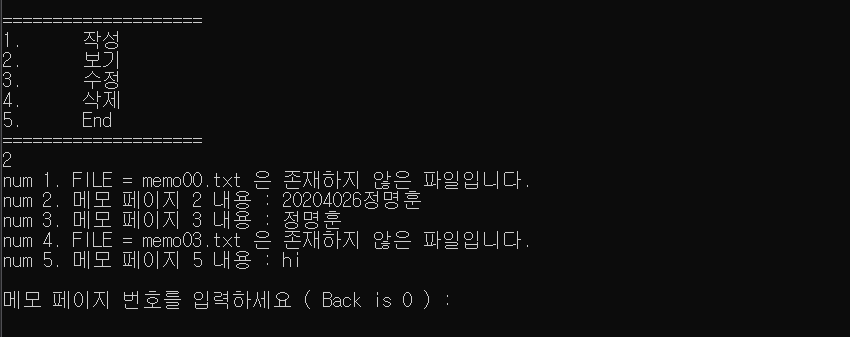 ====================
1.      작성
2.      보기
3.      수정
4.      삭제
5.      End
====================
2
num 1. FILE = memo00.txt 은 존재하지 않은 파일입니다.
num 2. 메모 페이지 2 내용 : 20204026정명훈
num 3. 메모 페이지 3 내용 : 정명훈
num 4. FILE = memo03.txt 은 존재하지 않은 파일입니다.
num 5. 메모 페이지 5 내용 : hi
메모 페이지 번호를 입력하세요 ( Back is 0 ) :